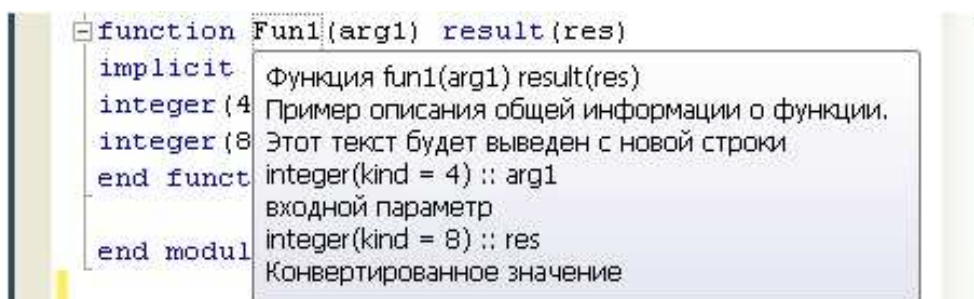 function Fun1(arg1) result(res)
implicit
integer(4
integer(8
end funct
end modul
Функция fun1(arg1) result(res)
Пример описания общей информации о функции.
Этот текст будет выведен с новой строки
integer(kind = 4) :: arg1
входной параметр
integer(kind = 8) :: res
Конвертированное значение